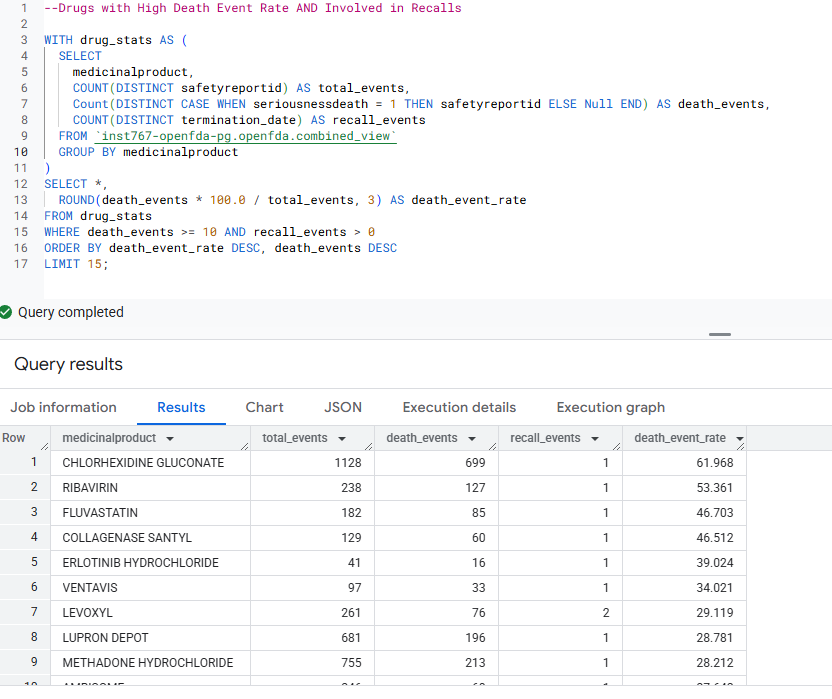 1 --Drugs with High Death Event Rate AND Involved in Recalls
2
3 WITH drug_stats AS (
4 SELECT
5 medicinalproduct,
6 COUNT(DISTINCT safetyreportid) AS total_events,
7 Count(DISTINCT CASE WHEN seriousnessdeath = 1 THEN safetyreportid ELSE Null END) AS death_events,
8 COUNT(DISTINCT termination_date) AS recall_events
9 FROM `inst767-openfda-pg.openfda.combined_view`
10 GROUP BY medicinalproduct
11 )
12 SELECT *,
13 ROUND(death_events * 100.0 / total_events, 3) AS death_event_rate
14 FROM drug_stats
15 WHERE death_events >= 10 AND recall_events > 0
16 ORDER BY death_event_rate DESC, death_events DESC
17 LIMIT 15;
Query completed
Query results
Job information Results Chart JSON Execution details Execution graph
Row medicinalproduct total_events death_events recall_events death_event_rate
1 CHLORHEXIDINE GLUCONATE 1128 699 1 61.968
2 RIBAVIRIN 238 127 1 53.361
3 FLUVASTATIN 182 85 1 46.703
4 COLLAGENASE SANTYL 129 60 1 46.512
5 ERLOTINIB HYDROCHLORIDE 41 16 1 39.024
6 VENTAVIS 97 33 1 34.021
7 LEVOXYL 261 76 2 29.119
8 LUPRON DEPOT 681 196 1 28.781
9 METHADONE HYDROCHLORIDE 755 213 1 28.212